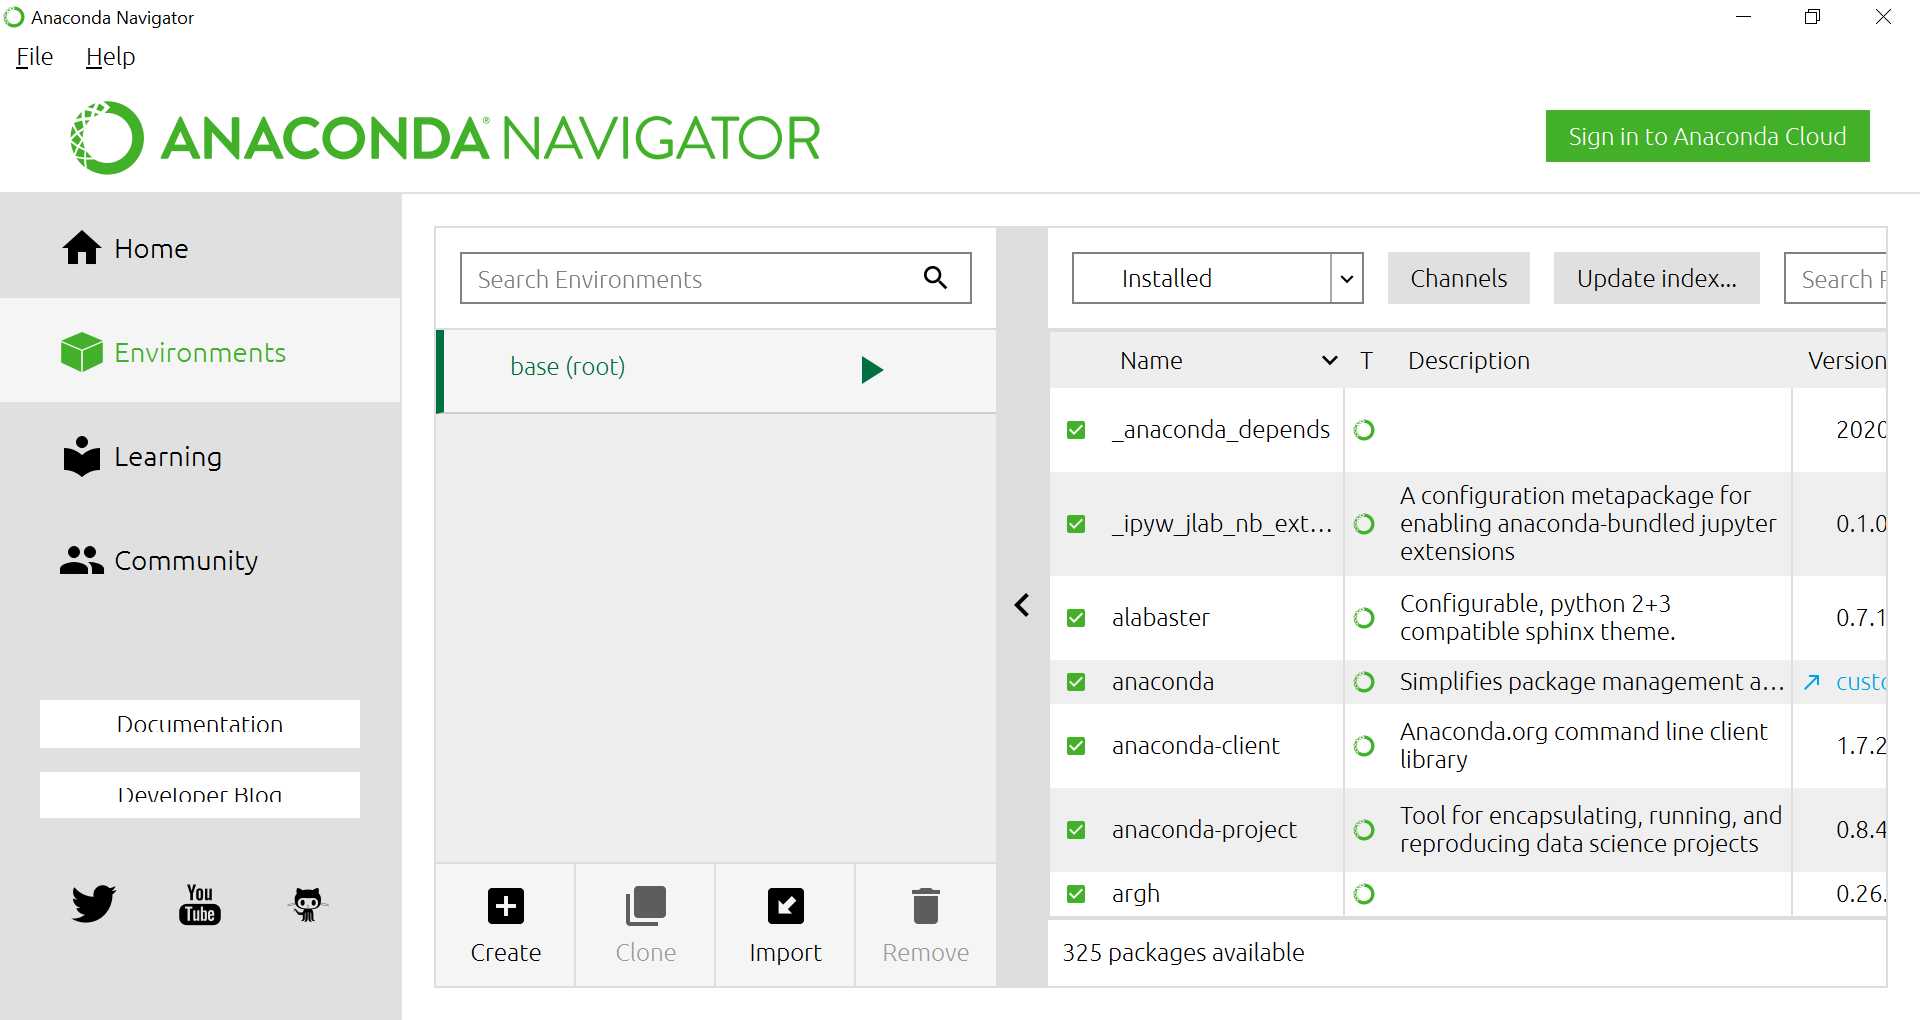 Anaconda Navigator
File Help
ANACONDA® NAVIGATOR
Sign in to Anaconda Cloud
Home
Environments
Learning
Community
Documentation
Developer Blog
You
Tube
Search Environments
base (root)
Create
Clone
Import
Remove
Installed
Channels
Update index...
Search
Name T Description Version
_anaconda_depends 2020
_ipyw_jlab_nb_ext... A configuration metapackage for
enabling anaconda-bundled jupyter
extensions 0.1.0
alabaster Configurable, python 2+3
compatible sphinx theme. 0.7.1
anaconda Simplifies package management a...
anaconda-client Anaconda.org command line client
library 1.7.2
anaconda-project Tool for encapsulating, running, and
reproducing data science projects 0.8.4
argh 0.26.
325 packages available